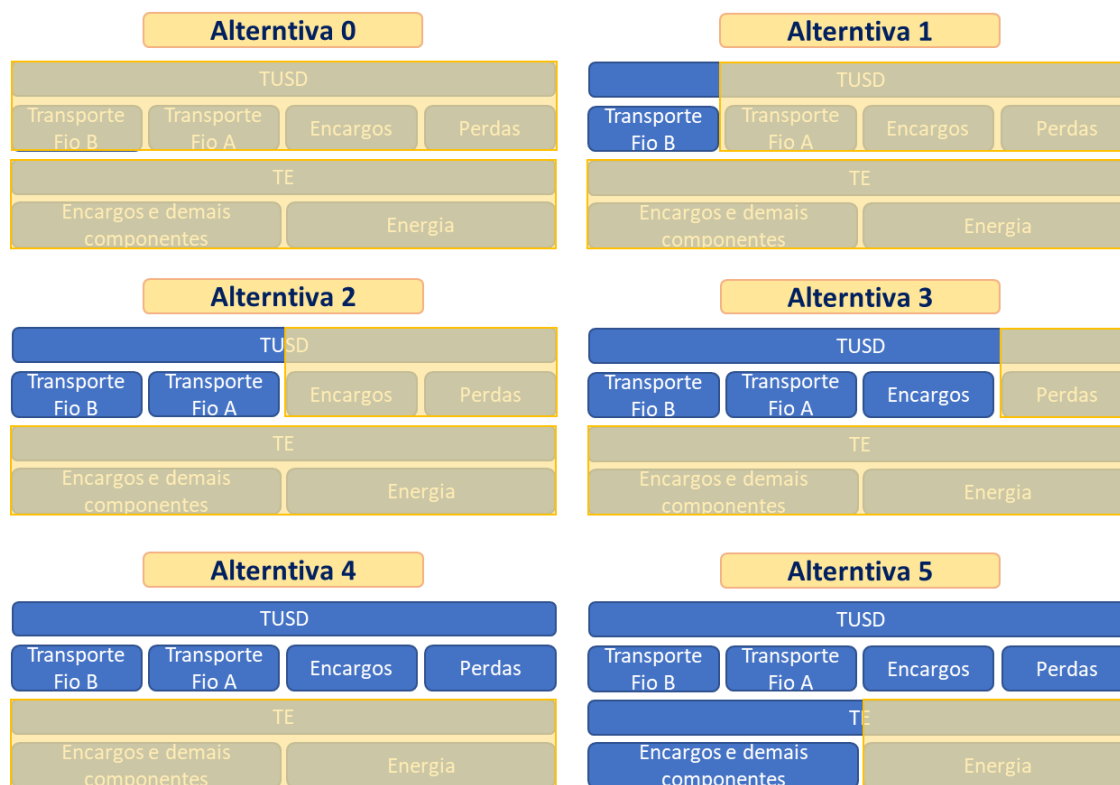 Alterntiva 0
TUSD
Transporte
Fio B
Transporte
Fio A
Encargos
Perdas
TE
Encargos e demais
componentes
Energia
Alterntiva 1
TUSD
Transporte
Fio B
Transporte
Fio A
Encargos
Perdas
TE
Encargos e demais
componentes
Energia
Alterntiva 2
TUSD
Transporte
Fio B
Transporte
Fio A
Encargos
Perdas
TE
Encargos e demais
componentes
Energia
Alterntiva 3
TUSD
Transporte
Fio B
Transporte
Fio A
Encargos
Perdas
TE
Encargos e demais
componentes
Energia
Alterntiva 4
TUSD
Transporte
Fio B
Transporte
Fio A
Encargos
Perdas
TE
Encargos e demais
componentes
Energia
Alterntiva 5
TUSD
Transporte
Fio B
Transporte
Fio A
Encargos
Perdas
TE
Encargos e demais
componentes
Energia